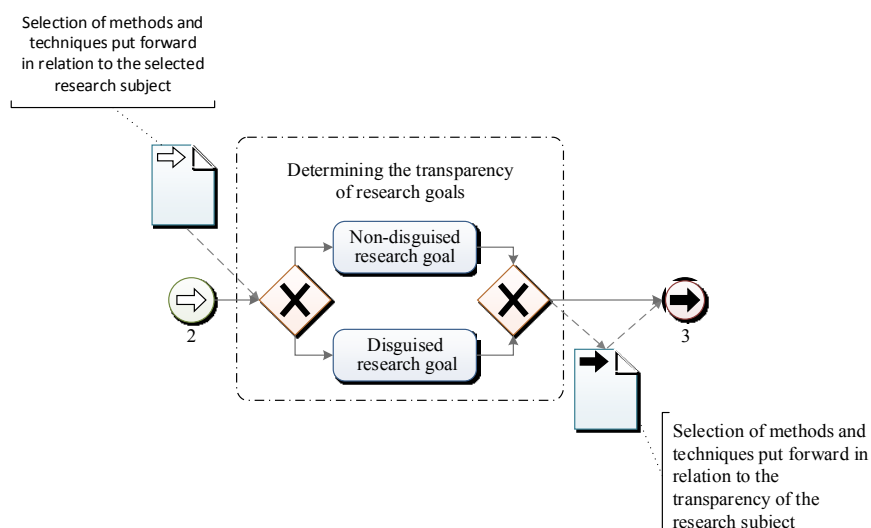 Selection of methods and
techniques put forward
in relation to the selected
research subject
Determining the transparency
of research goals
Non-disguised
research goal
2
3
Disguised
research goal
Selection of methods and
techniques put forward in
relation to the
transparency of the
research subject